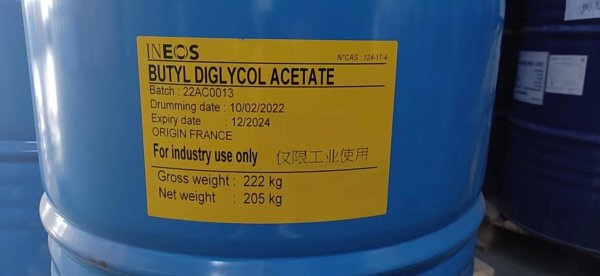 INEOS
N°CAS : 124-17-4
BUTYL DIGLYCOL ACETATE
Batch : 22AC0013
Drumming date : 10/02/2022
Expiry date : 12/2024
ORIGIN FRANCE
For industry use only 仅限工业使用
Gross weight : 222 kg
Net weight : 205 kg